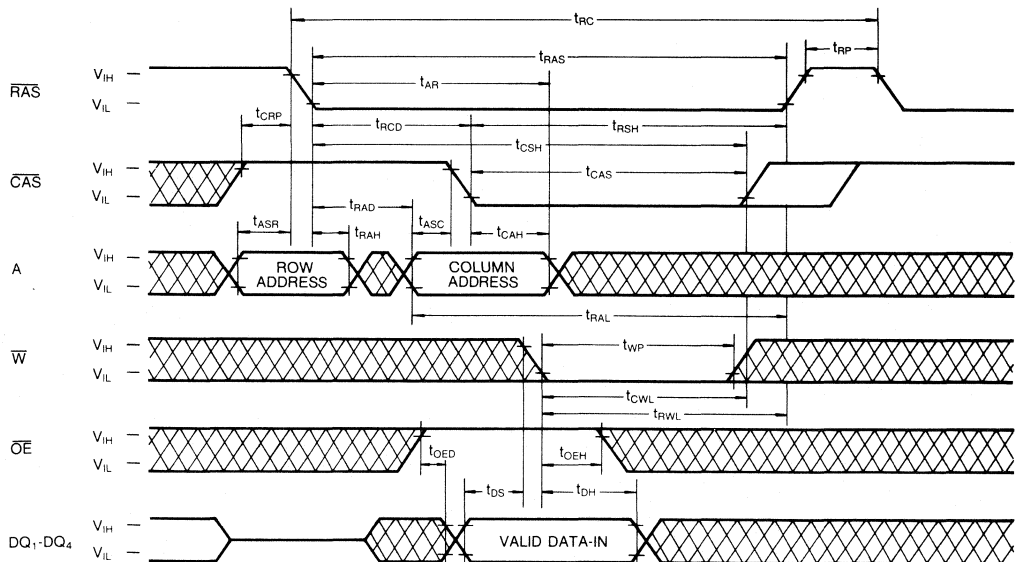 tRC
tRP
tRAS
tAR
RAS
VIH
VIL
tCRP
tRCD
tRSH
tCSH
CAS
VIH
VIL
tCAS
tASR
tRAD
tRAH
tASC
tCAH
A
VIH
VIL
ROW ADDRESS
COLUMN ADDRESS
tRAL
W
VIH
VIL
tWP
tCWL
tRWL
OE
VIH
VIL
tOED
tOEH
tDS
tDH
DQ1-DQ4
VIH
VIL
VALID DATA-IN